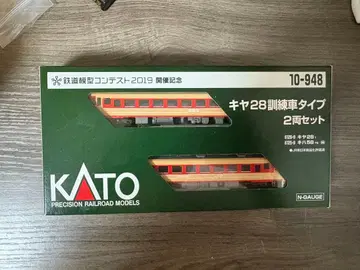 鉄道模型コンテスト2019 開催記念
10-948
キヤ28訓練車タイプ
2両セット
KATO
PRECISION RAILROAD MODELS
N-GAUGE